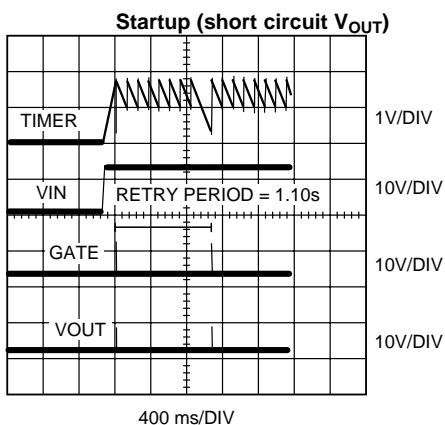 Startup (short circuit VOUT)
TIMER
1V/DIV
VIN
RETRY PERIOD = 1.10s
10V/DIV
GATE
10V/DIV
VOUT
10V/DIV
400 ms/DIV